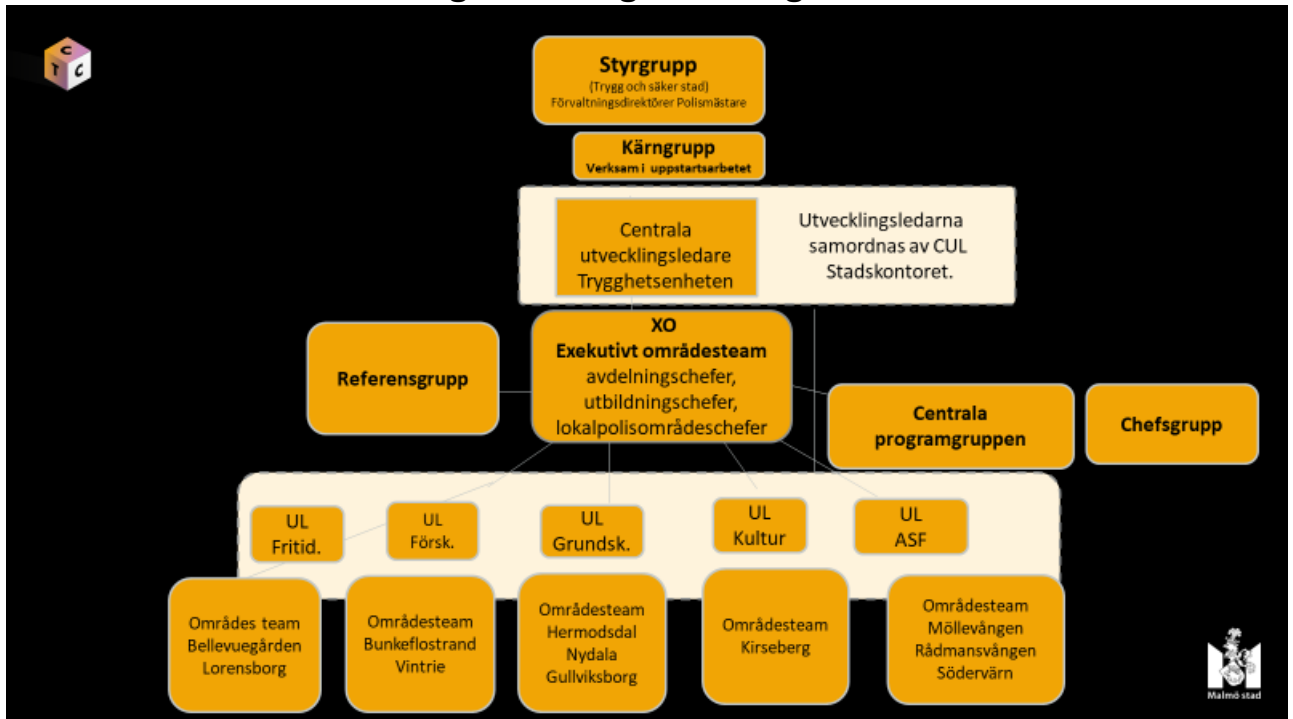 C
T C
Styrgrupp
(Trygg och säker stad)
Förvaltningsdirektörer Polismästare
Kärngrupp
Verksam i uppstartsarbetet
Centrala
utvecklingsledare
Trygghetsenheten
Utvecklingsledarna
samordnas av CUL
Stadskontoret.
XO
Exekutivt områdesteam
avdelningschefer,
utbildningschefer,
lokalpolisområdeschefer
Referensgrupp
Centrala
programgruppen
Chefsgrupp
UL
Fritid.
UL
Försk.
UL
Grundsk.
UL
Kultur
UL
ASF
Områdes team
Bellevuegården
Lorensborg
Områdesteam
Bunkeflostrand
Vintrie
Områdesteam
Hermodsdal
Nydala
Gullviksborg
Områdesteam
Kirseberg
Områdesteam
Möllevången
Rådmansvången
Södervärn
Malmö stad